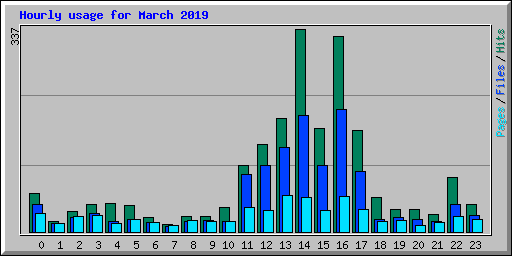 Hourly usage for March 2019
337
Pages / Files / Hits
0 1 2 3 4 5 6 7 8 9 10 11 12 13 14 15 16 17 18 19 20 21 22 23